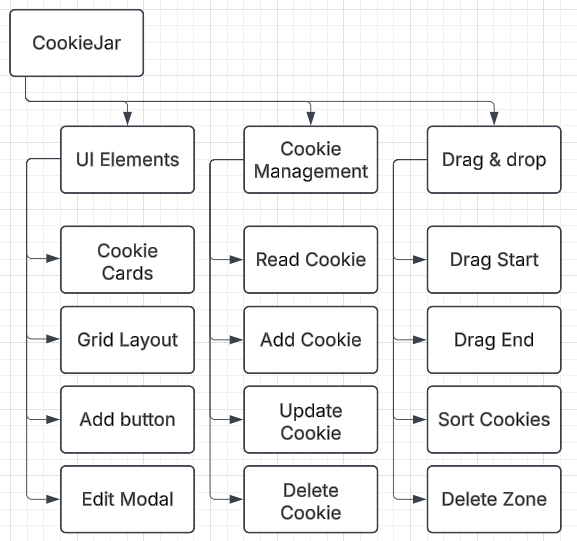 CookieJar
UI Elements
Cookie
Management
Drag & drop
Cookie
Cards
Read Cookie
Drag Start
Grid Layout
Add Cookie
Drag End
Add button
Update
Cookie
Sort Cookies
Edit Modal
Delete
Cookie
Delete Zone